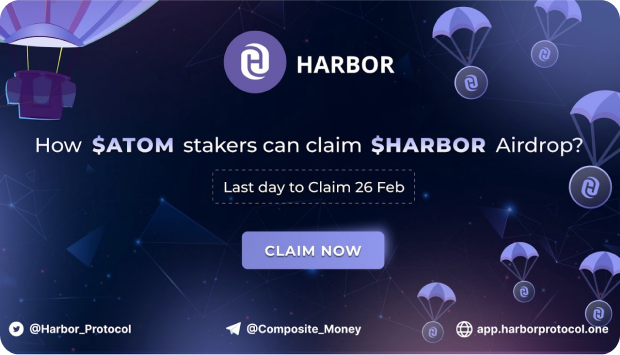 HARBOR
How $ATOM stakers can claim $HARBOR Airdrop?
Last day to Claim 26 Feb
CLAIM NOW
@Harbor_Protocol
@Composite_Money
app.harborprotocol.one